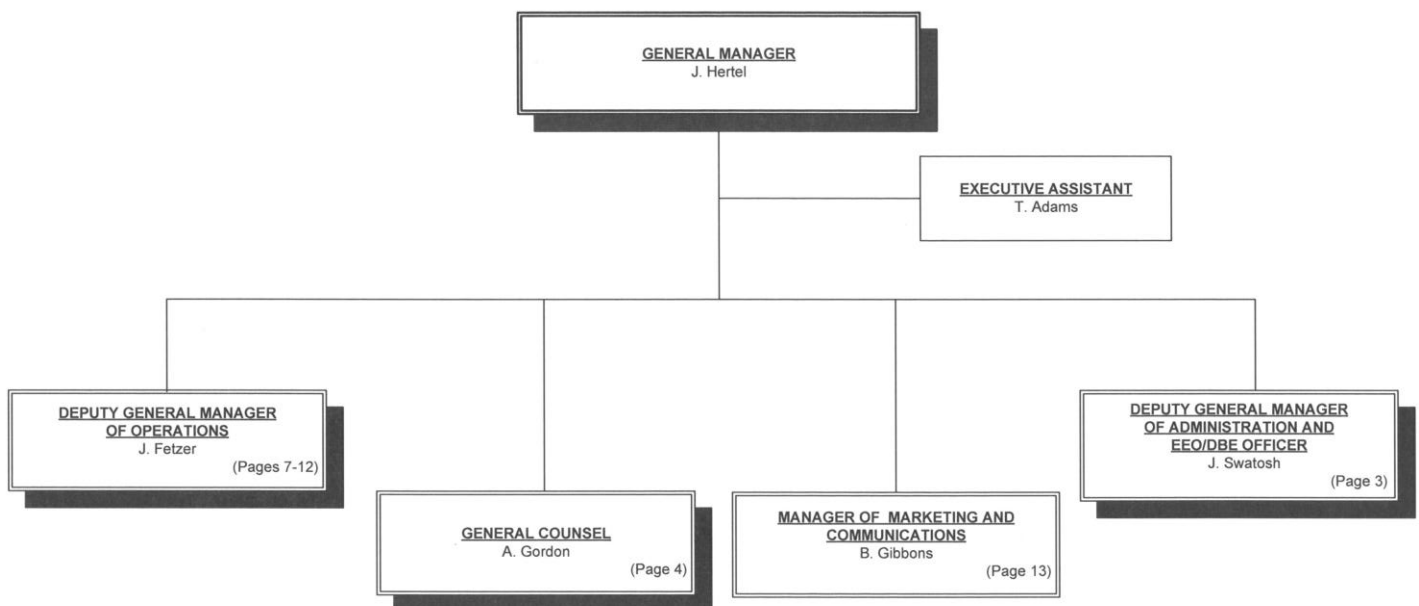 GENERAL MANAGER
J. Hertel
EXECUTIVE ASSISTANT
T. Adams
DEPUTY GENERAL MANAGER
OF OPERATIONS
J. Fetzer
(Pages 7-12)
GENERAL COUNSEL
A. Gordon
(Page 4)
MANAGER OF MARKETING AND
COMMUNICATIONS
B. Gibbons
(Page 13)
DEPUTY GENERAL MANAGER
OF ADMINISTRATION AND
EEO/DBE OFFICER
J. Swatosh
(Page 3)